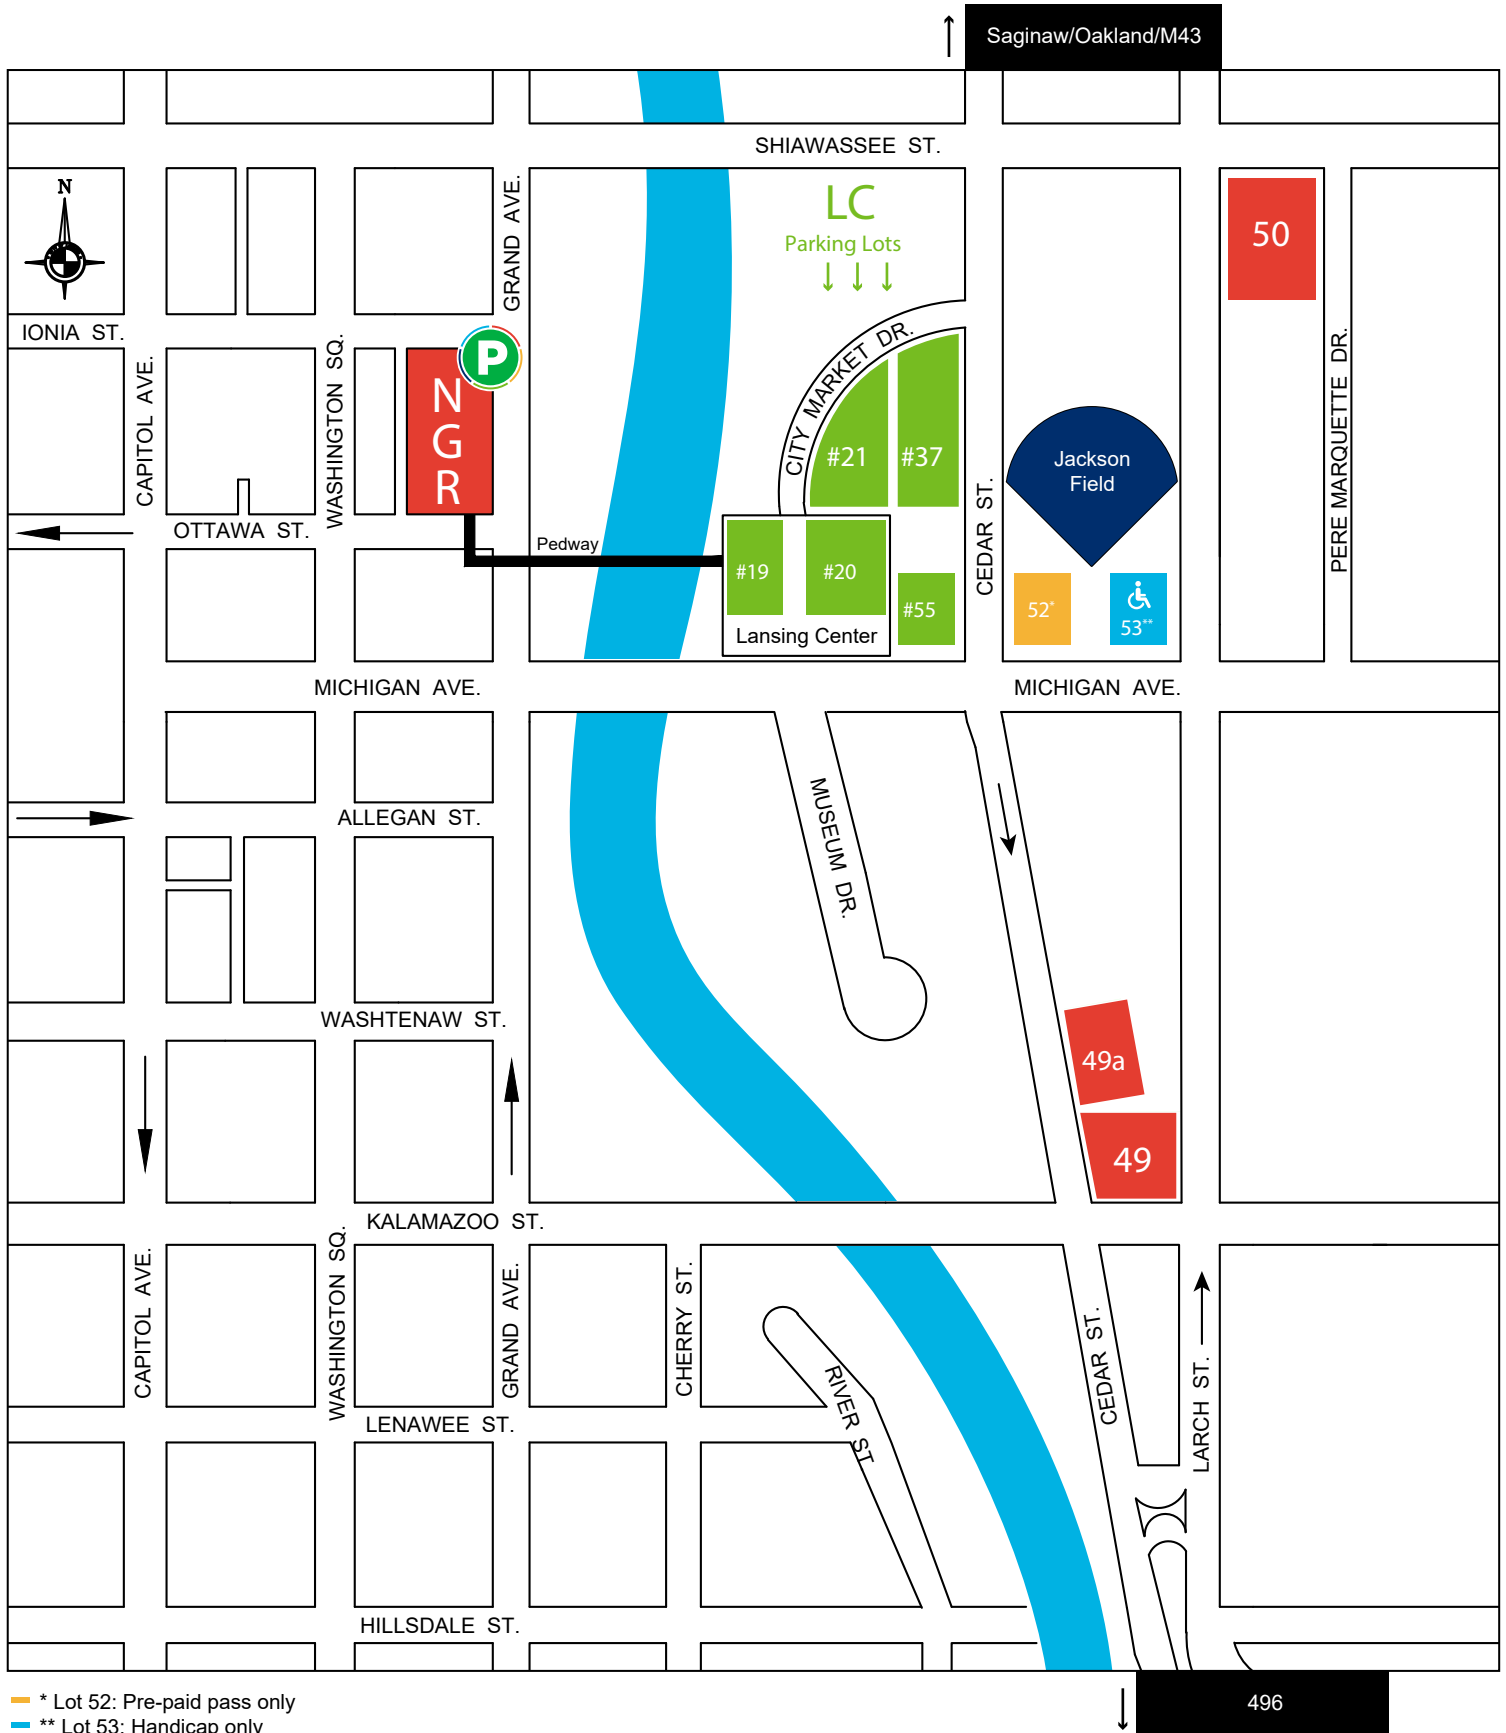 Saginaw/Oakland/M43
SHIAWASSEE ST.
N
LC
Parking Lots
50
GRAND AVE.
IONIA ST.
CAPITOL AVE.
WASHINGTON SQ.
P
N
G
R
CITY MARKET DR.
#21
#37
Jackson
Field
PERE MARQUETTE DR.
CEDAR ST.
OTTAWA ST.
Pedway
#19
#20
#55
52*
53**
Lansing Center
MICHIGAN AVE.
MICHIGAN AVE.
MUSEUM DR.
ALLEGAN ST.
WASHTENAW ST.
49a
49
KALAMAZOO ST.
CAPITOL AVE.
WASHINGTON SQ.
GRAND AVE.
CHERRY ST.
RIVER ST
CEDAR ST.
LARCH ST.
LENAWEE ST.
HILLSDALE ST.
* Lot 52: Pre-paid pass only
** Lot 53: Handicap only
496